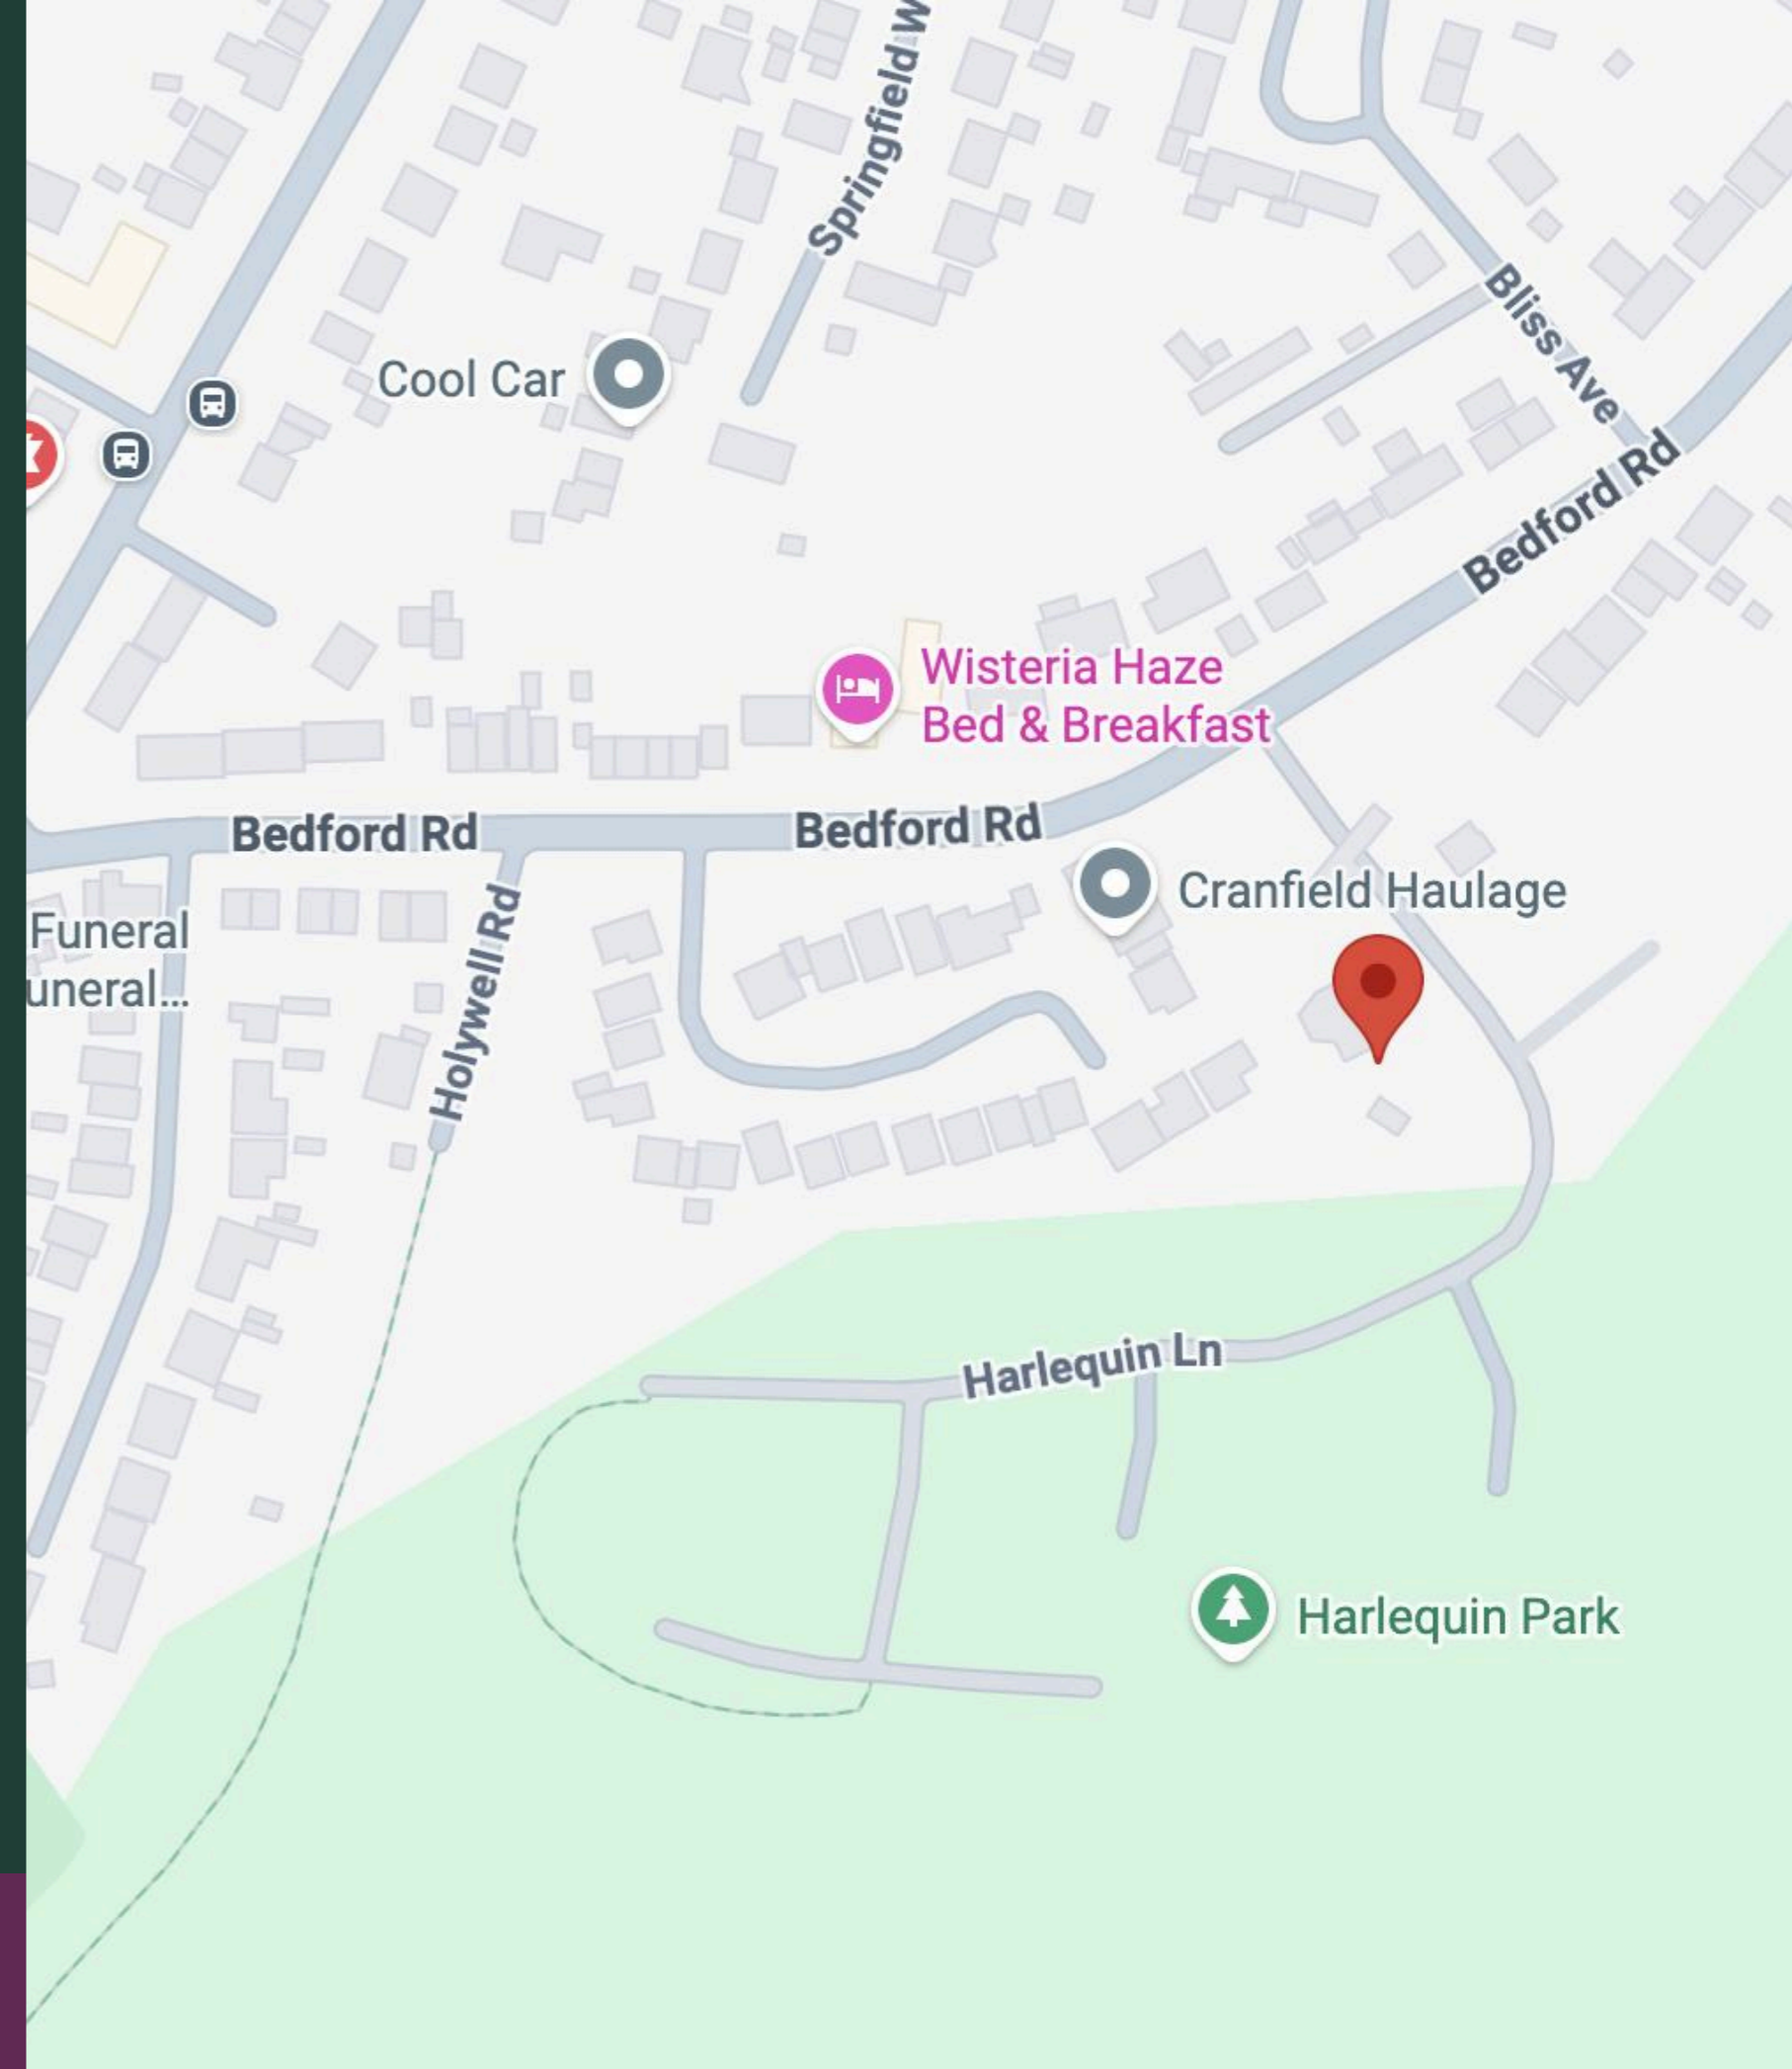 Springfield W
Bliss Ave
Cool Car
Bedford Rd
Wisteria Haze
Bed & Breakfast
Bedford Rd
Bedford Rd
Cranfield Haulage
Funeral
uneral...
Holywell Rd
Harlequin Ln
Harlequin Park